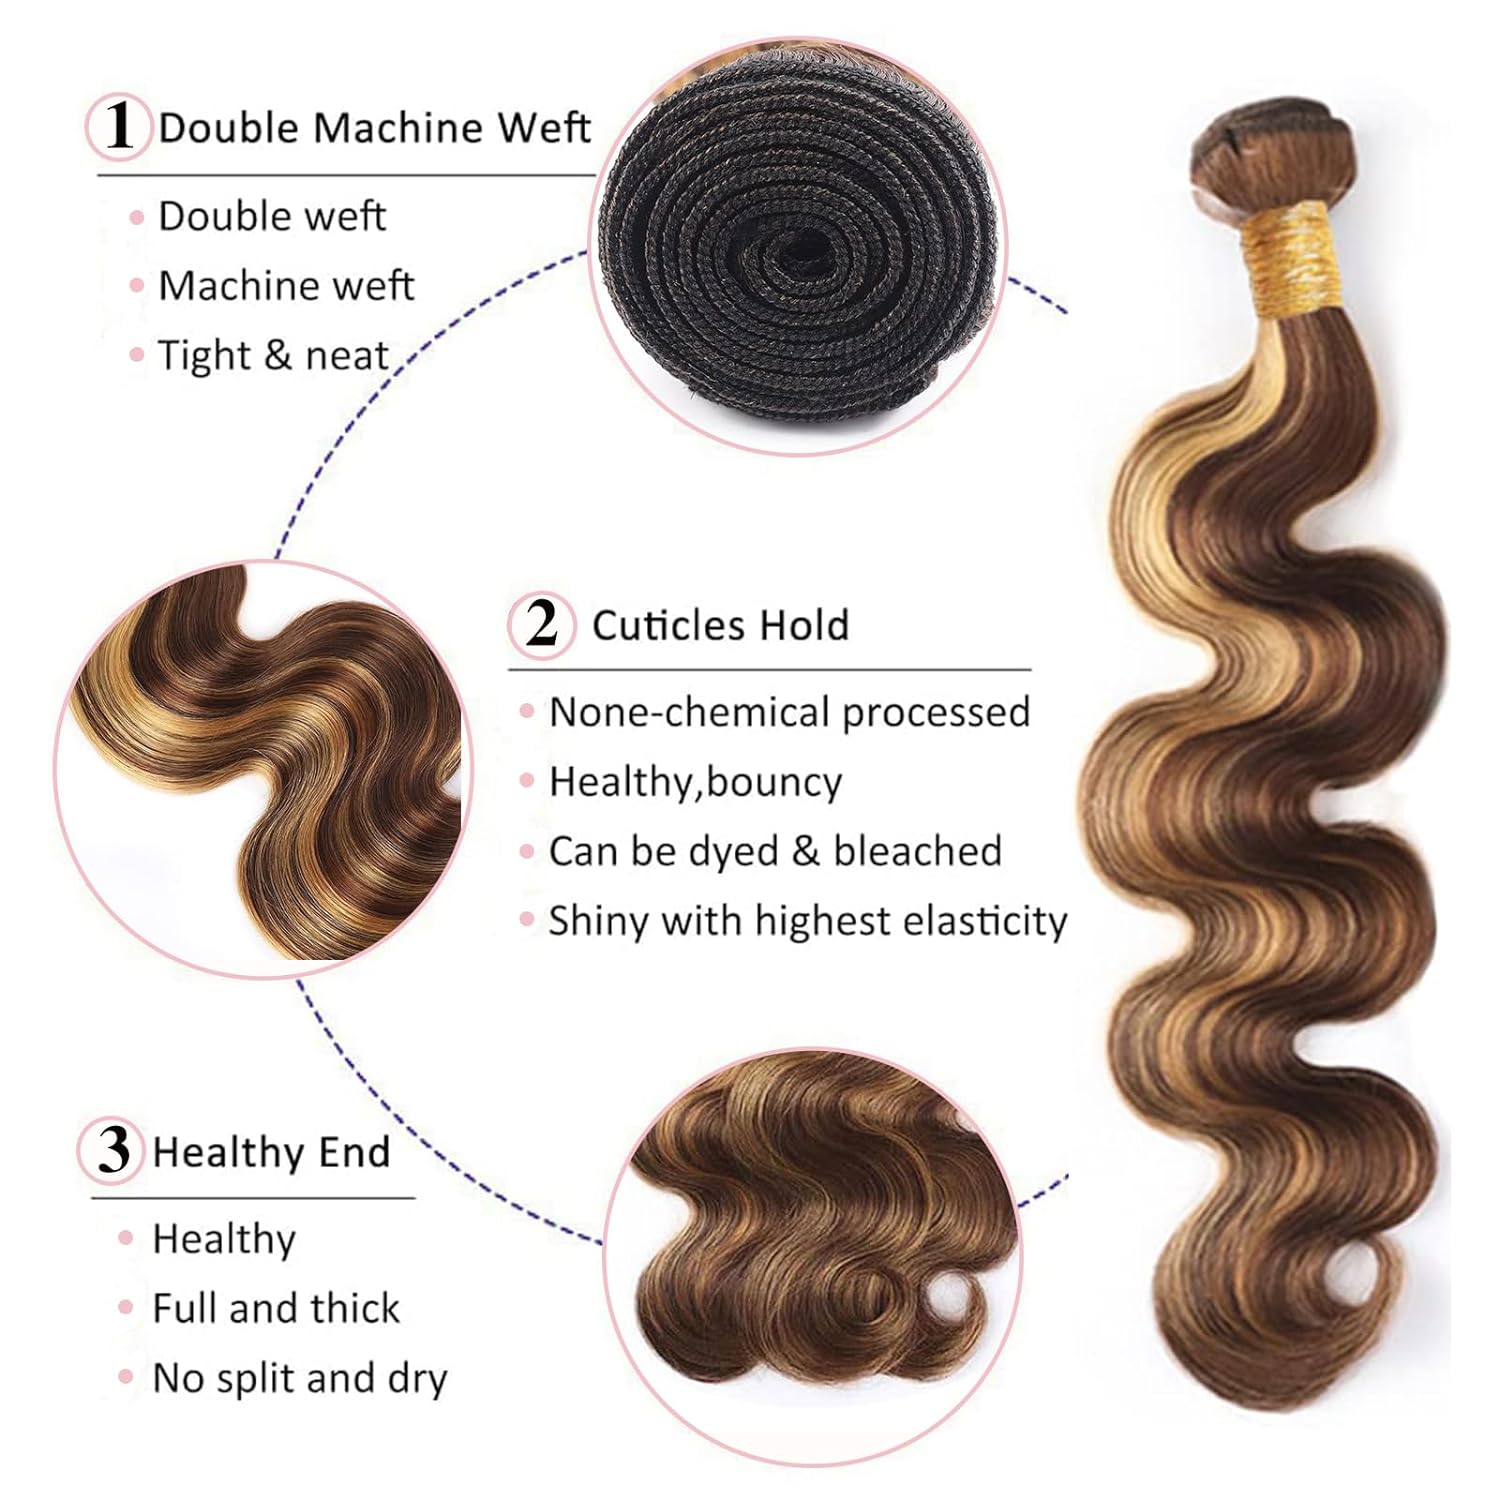 1 Double Machine Weft
• Double weft
• Machine weft
• Tight & neat
2 Cuticles Hold
• None-chemical processed
• Healthy,bouncy
• Can be dyed & bleached
• Shiny with highest elasticity
3 Healthy End
• Healthy
• Full and thick
• No split and dry